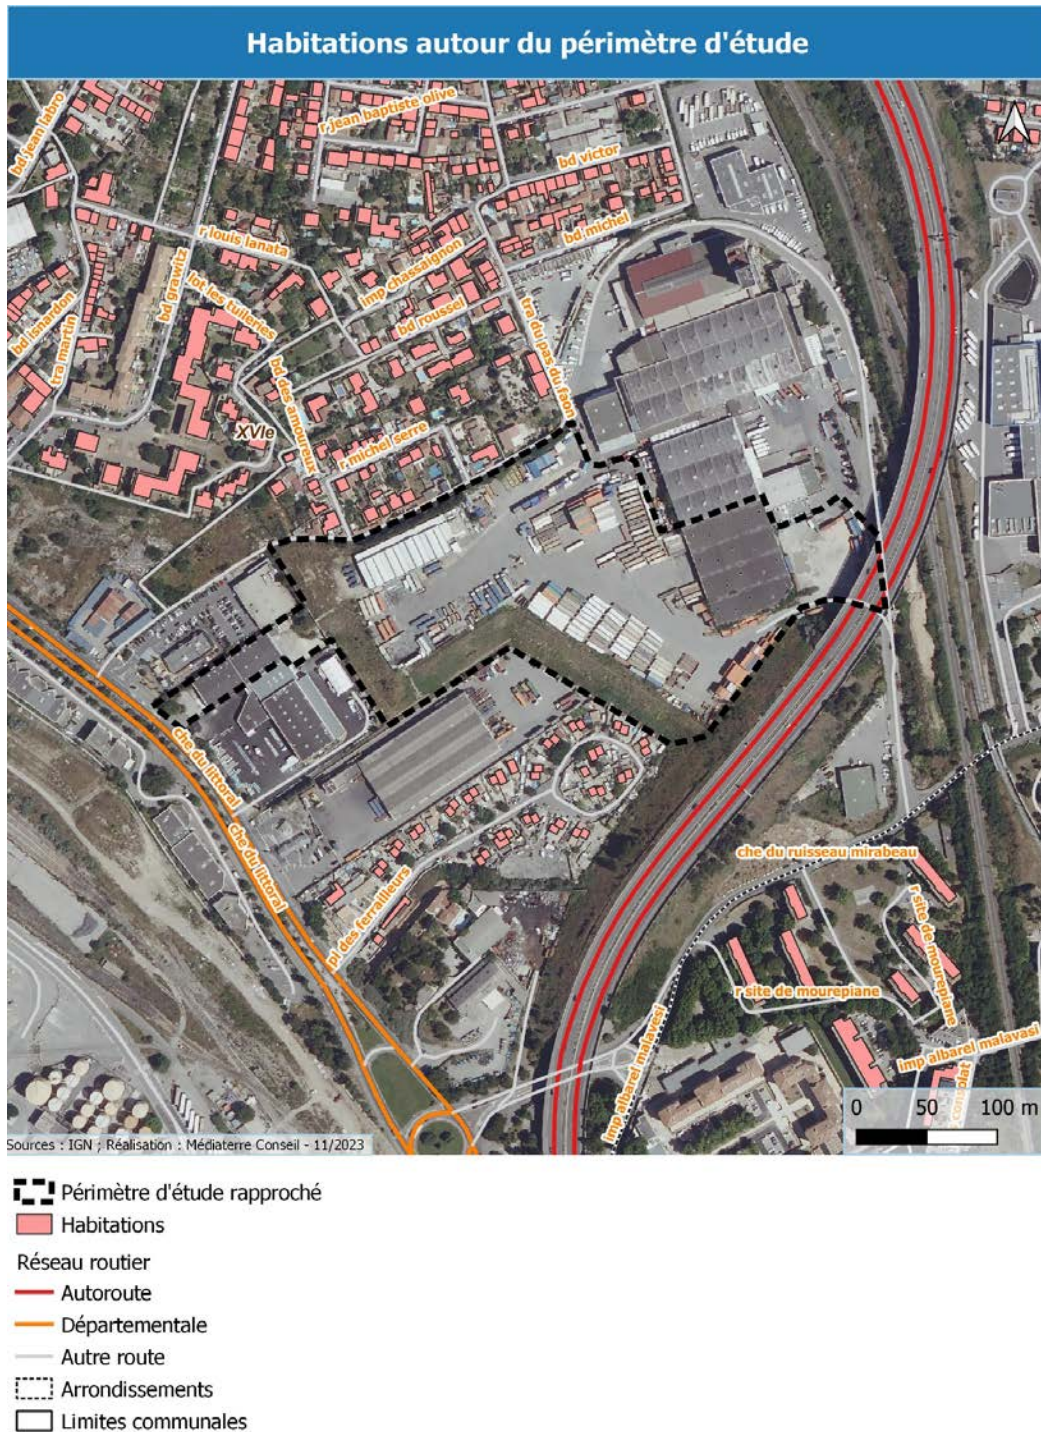 Habitations autour du périmètre d'étude
bd jean labro
r jean baptiste olive
bd victor
bd michel
r louis lanata
imp chassaignon
bd grawitz
lot les tuileries
bd roussel
tra du pas du faon
bd isnardon
tra martin
bd des amoureux
XVIe
r michel serre
che du littoral
che du littoral
pl des ferrailleurs
che du ruisseau mirabeau
r site de mourepiane
r site de mourepiane
imp albarel malavasi
imp albarel malavasi
consolat
0 50 100 m
Sources : IGN ; Réalisation : Médiaterre Conseil - 11/2023
Périmètre d'étude rapproché
Habitations
Réseau routier
Autoroute
Départementale
Autre route
Arrondissements
Limites communales